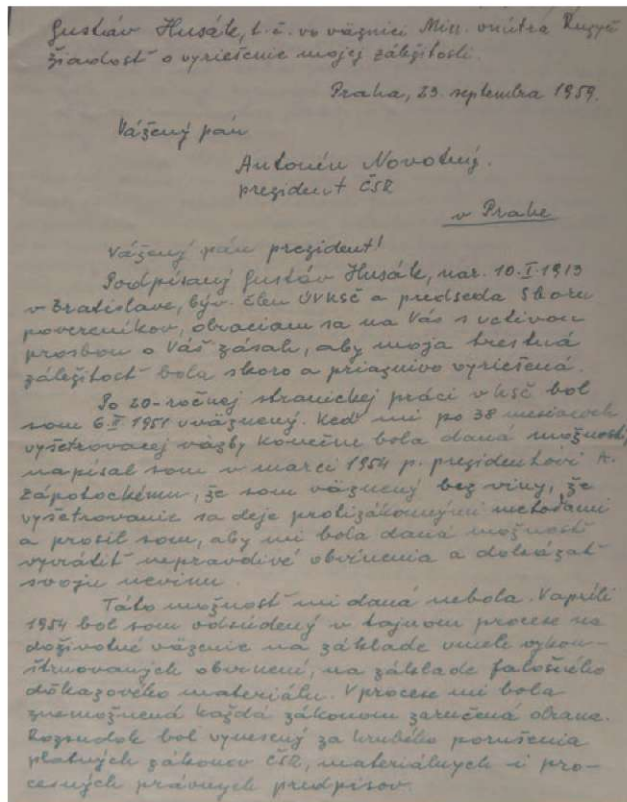 Gustáv Husák, t. č. vo väznici Min. vnútra Ruzyň
Žiadosť o vyriešenie mojej záležitosti.
Praha, 23. septembra 1959.
Vážený pán
Antonín Novotný.
prezident ČSR
v Prahe
Vážený pán prezident!
Podpísaný Gustáv Husák, nar. 10.I.1913
v Bratislave, býv. člen ÚVKSČ a predseda Sboru
povereníkov, obraciam sa na Vás s uctivou
prosbou o Váš zásah, aby moja trestná
záležitosť bola skoro a priaznivo vyriešená.
Po 20-ročnej straníckej práci v KSČ bol
som 6.II.1951 uväznený. Keď mi po 38 mesiacoch
vyšetrovacej väzby konečne bola daná možnosť,
napísal som v marci 1954 p. prezidentovi A.
Zápotockému, že som väznený bez viny, že
vyšetrovanie sa deje protizákonnými metódami
a prosil som, aby mi bola daná možnosť
vyvrátiť nepravdivé obvinenia a dokázať
svoju nevinu.
Táto možnosť mi daná nebola. V apríli
1954 bol som odsúdený v tajnom procese na
doživotné väzenie na základe umele vykon-
štruovaných obvinení, na základe falošného
dôkazového materiálu. V procese mi bola
znemožnená každá zákonom zaručená obrana.
Rozsudok bol vynesený za hrubého porušenia
platných zákonov ČSR, materiálnych i pro-
cesných právnych predpisov.